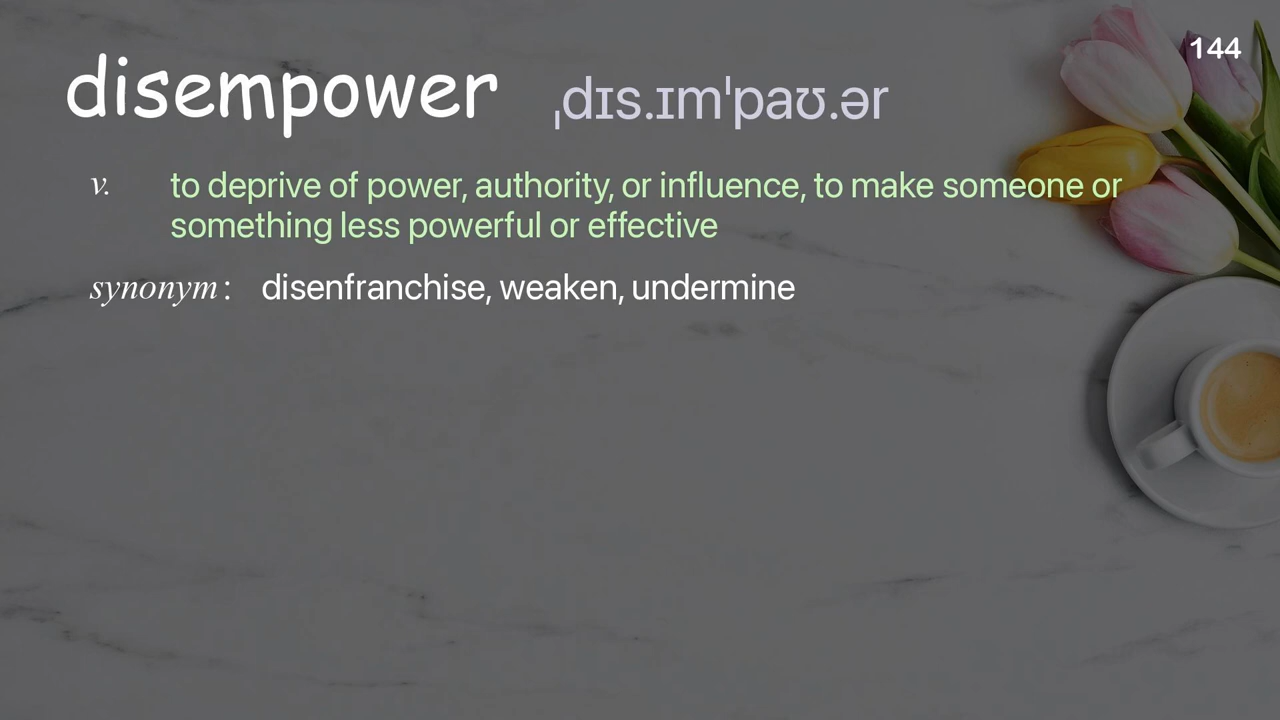 144
disempower ˌdɪs.ɪmˈpaʊ.ər
v. to deprive of power, authority, or influence, to make someone or
something less powerful or effective
synonym : disenfranchise, weaken, undermine